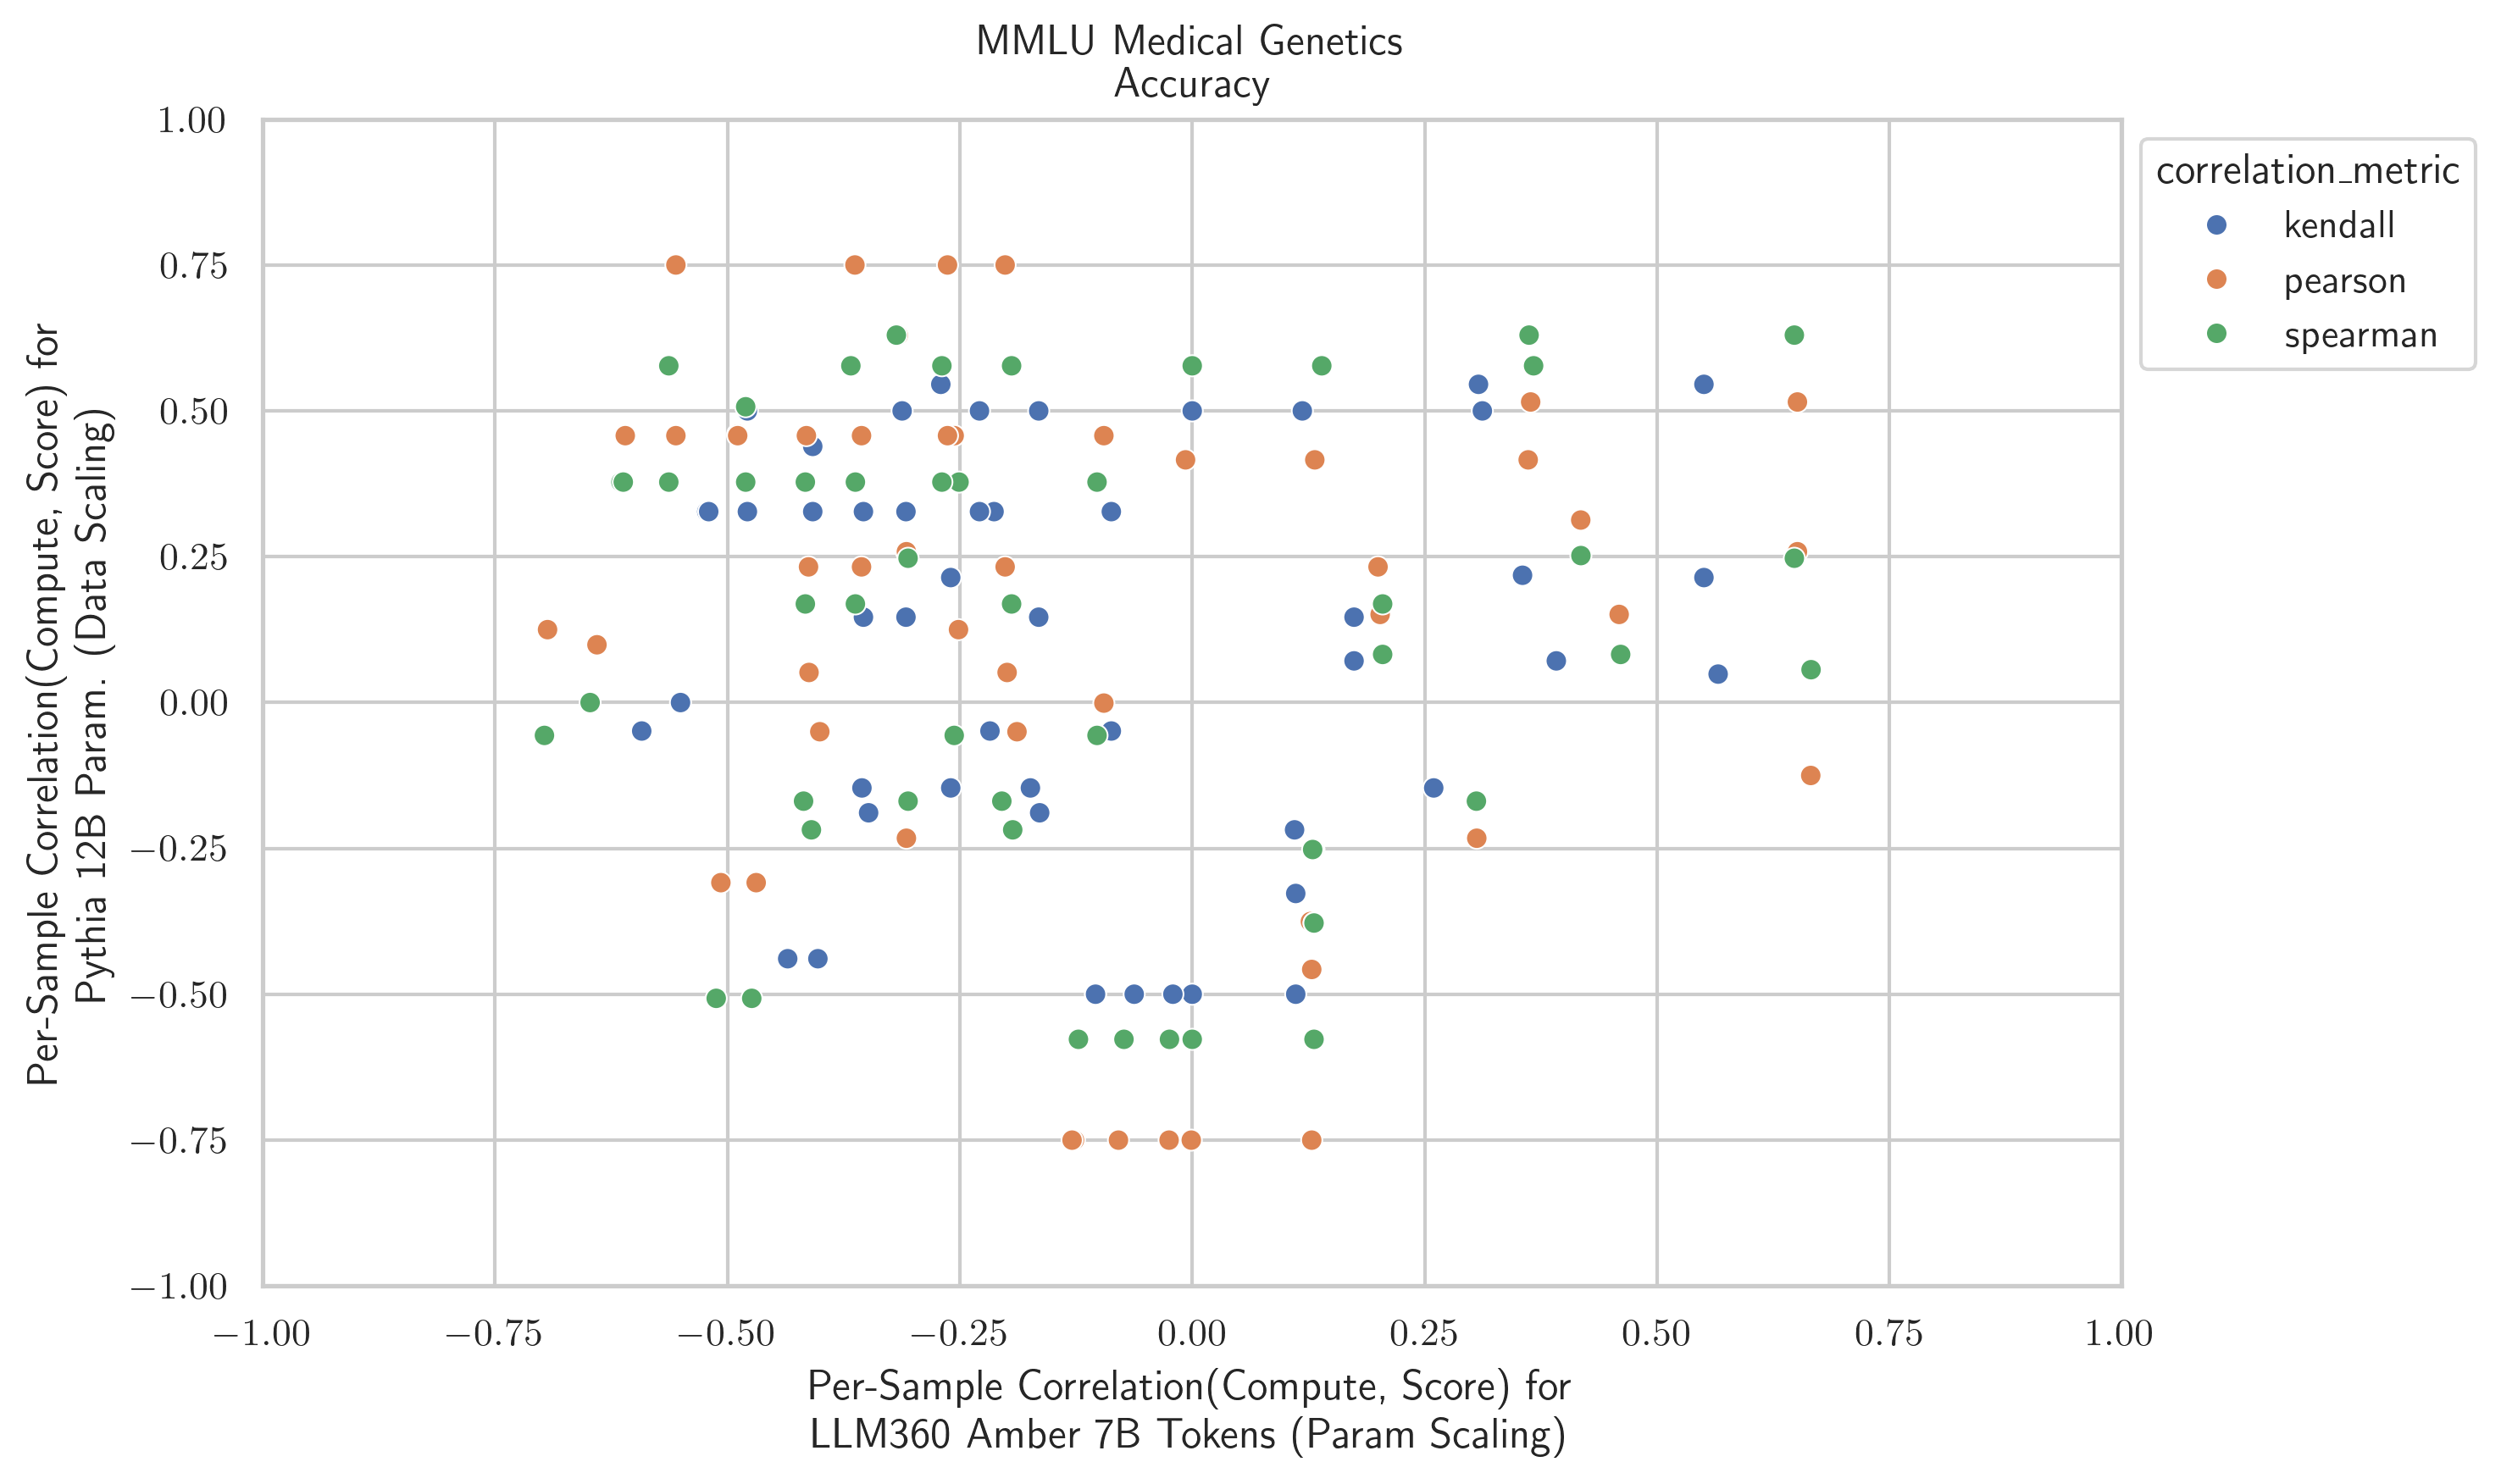 MMLU Medical Genetics
Accuracy
correlation_metric
kendall
pearson
spearman
Per-Sample Correlation(Compute, Score) for
Pythia 12B Param. (Data Scaling)
1.00
0.75
0.50
0.25
0.00
−0.25
−0.50
−0.75
−1.00
−1.00
−0.75
−0.50
−0.25
0.00
0.25
0.50
0.75
1.00
Per-Sample Correlation(Compute, Score) for
LLM360 Amber 7B Tokens (Param Scaling)